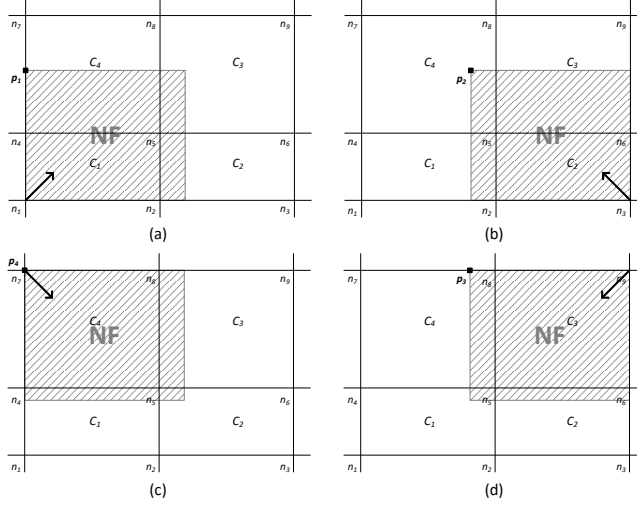 n7 n8 n9 n7 n8 n9
C4 C3 C4 C3
p1 p2
n4 NF n5 n6 n4 n5 NF n6
C1 C2 C1 C2
n1 n2 n3 n1 n2 n3
(a) (b)
p4
n7 n8 n9 n7 p3 n8 n9
C4 C3 C4 C3
NF NF
n4 n5 n6 n4 n5 n6
C1 C2 C1 C2
n1 n2 n3 n1 n2 n3
(c) (d)